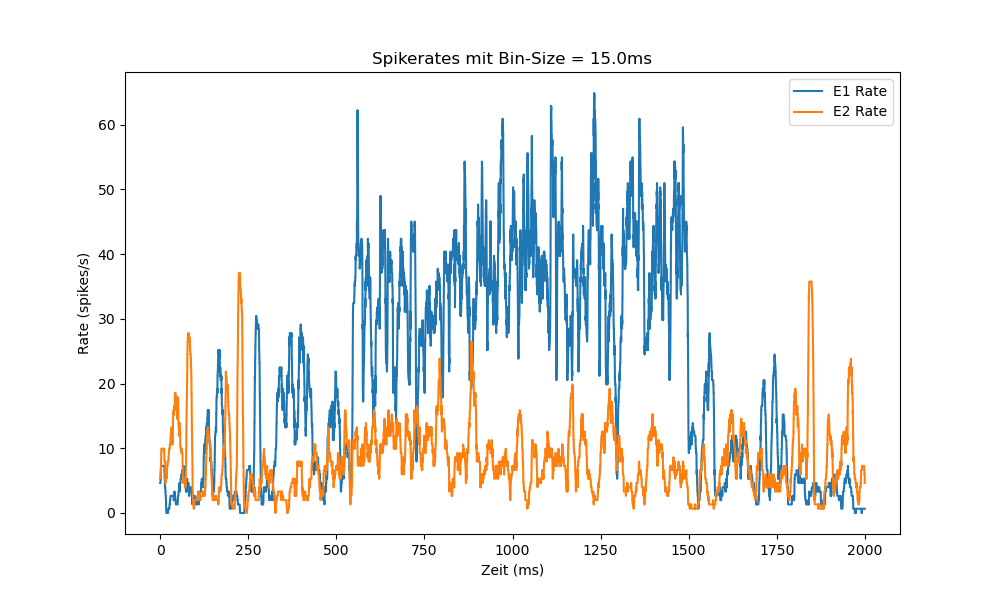 Spikerates mit Bin-Size = 15.0ms
E1 Rate
E2 Rate
Rate (spikes/s)
60
50
40
30
20
10
0
0 250 500 750 1000 1250 1500 1750 2000
Zeit (ms)